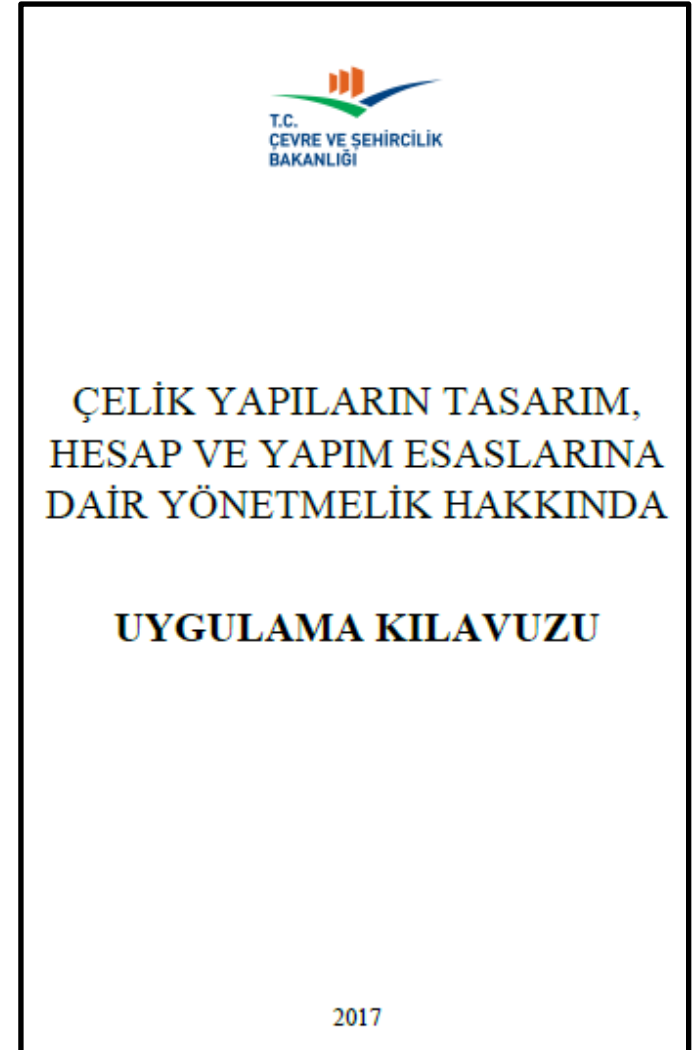 T.C.
ÇEVRE VE ŞEHİRCİLİK
BAKANLIĞI
ÇELİK YAPILARIN TASARIM,
HESAP VE YAPIM ESASLARINA
DAİR YÖNETMELİK HAKKINDA
UYGULAMA KILAVUZU
2017